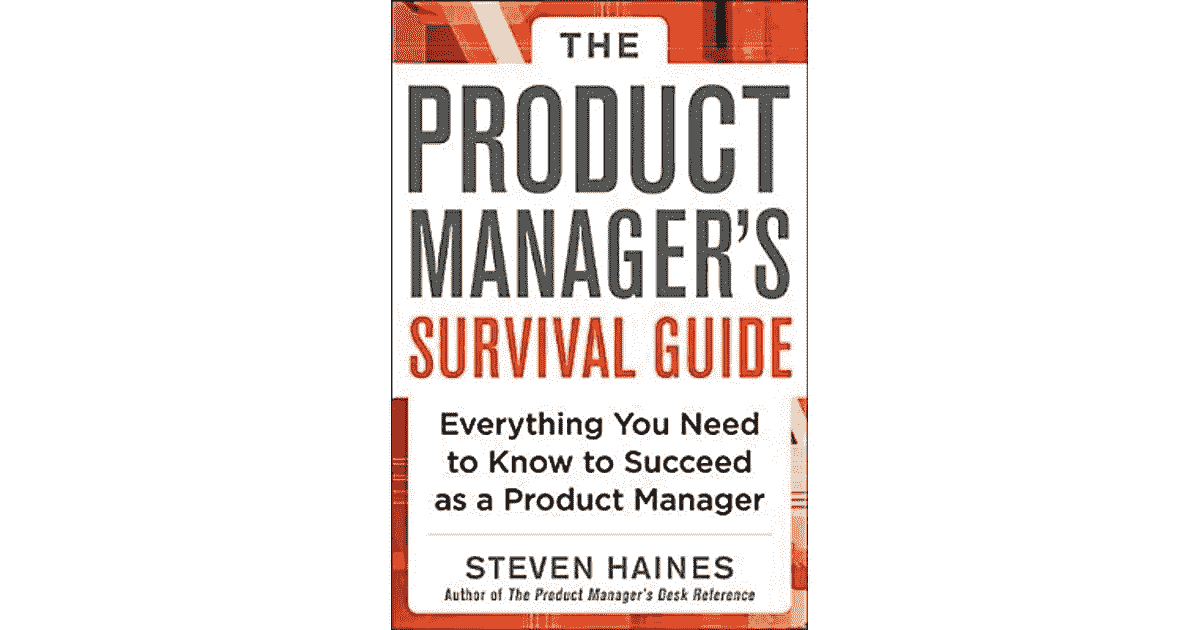 THE
PRODUCT
MANAGER'S
SURVIVAL GUIDE
Everything You Need
to Know to Succeed
as a Product Manager
STEVEN HAINES
Author of The Product Manager's Desk Reference